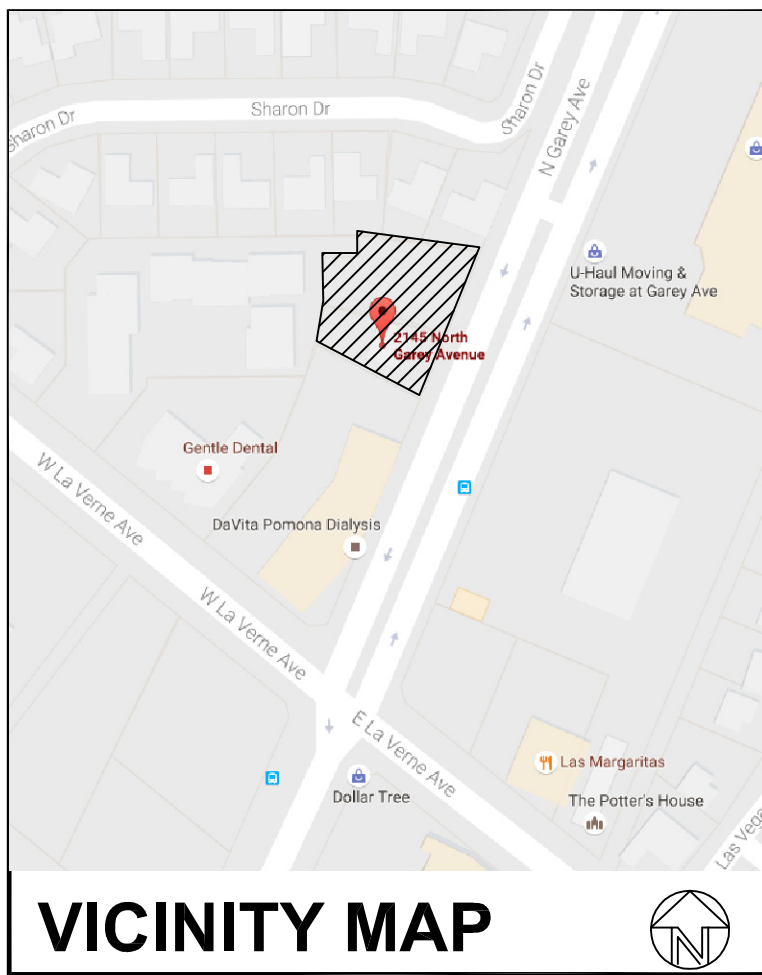 Sharon Dr
Sharon Dr
Sharon Dr
N Garey Ave
U-Haul Moving &
Storage at Garey Ave
2145 North
Garey Avenue
Gentle Dental
W La Verne Ave
DaVita Pomona Dialysis
W La Verne Ave
E La Verne Ave
Las Margaritas
Dollar Tree
The Potter's House
Las Vega
VICINITY MAP
N